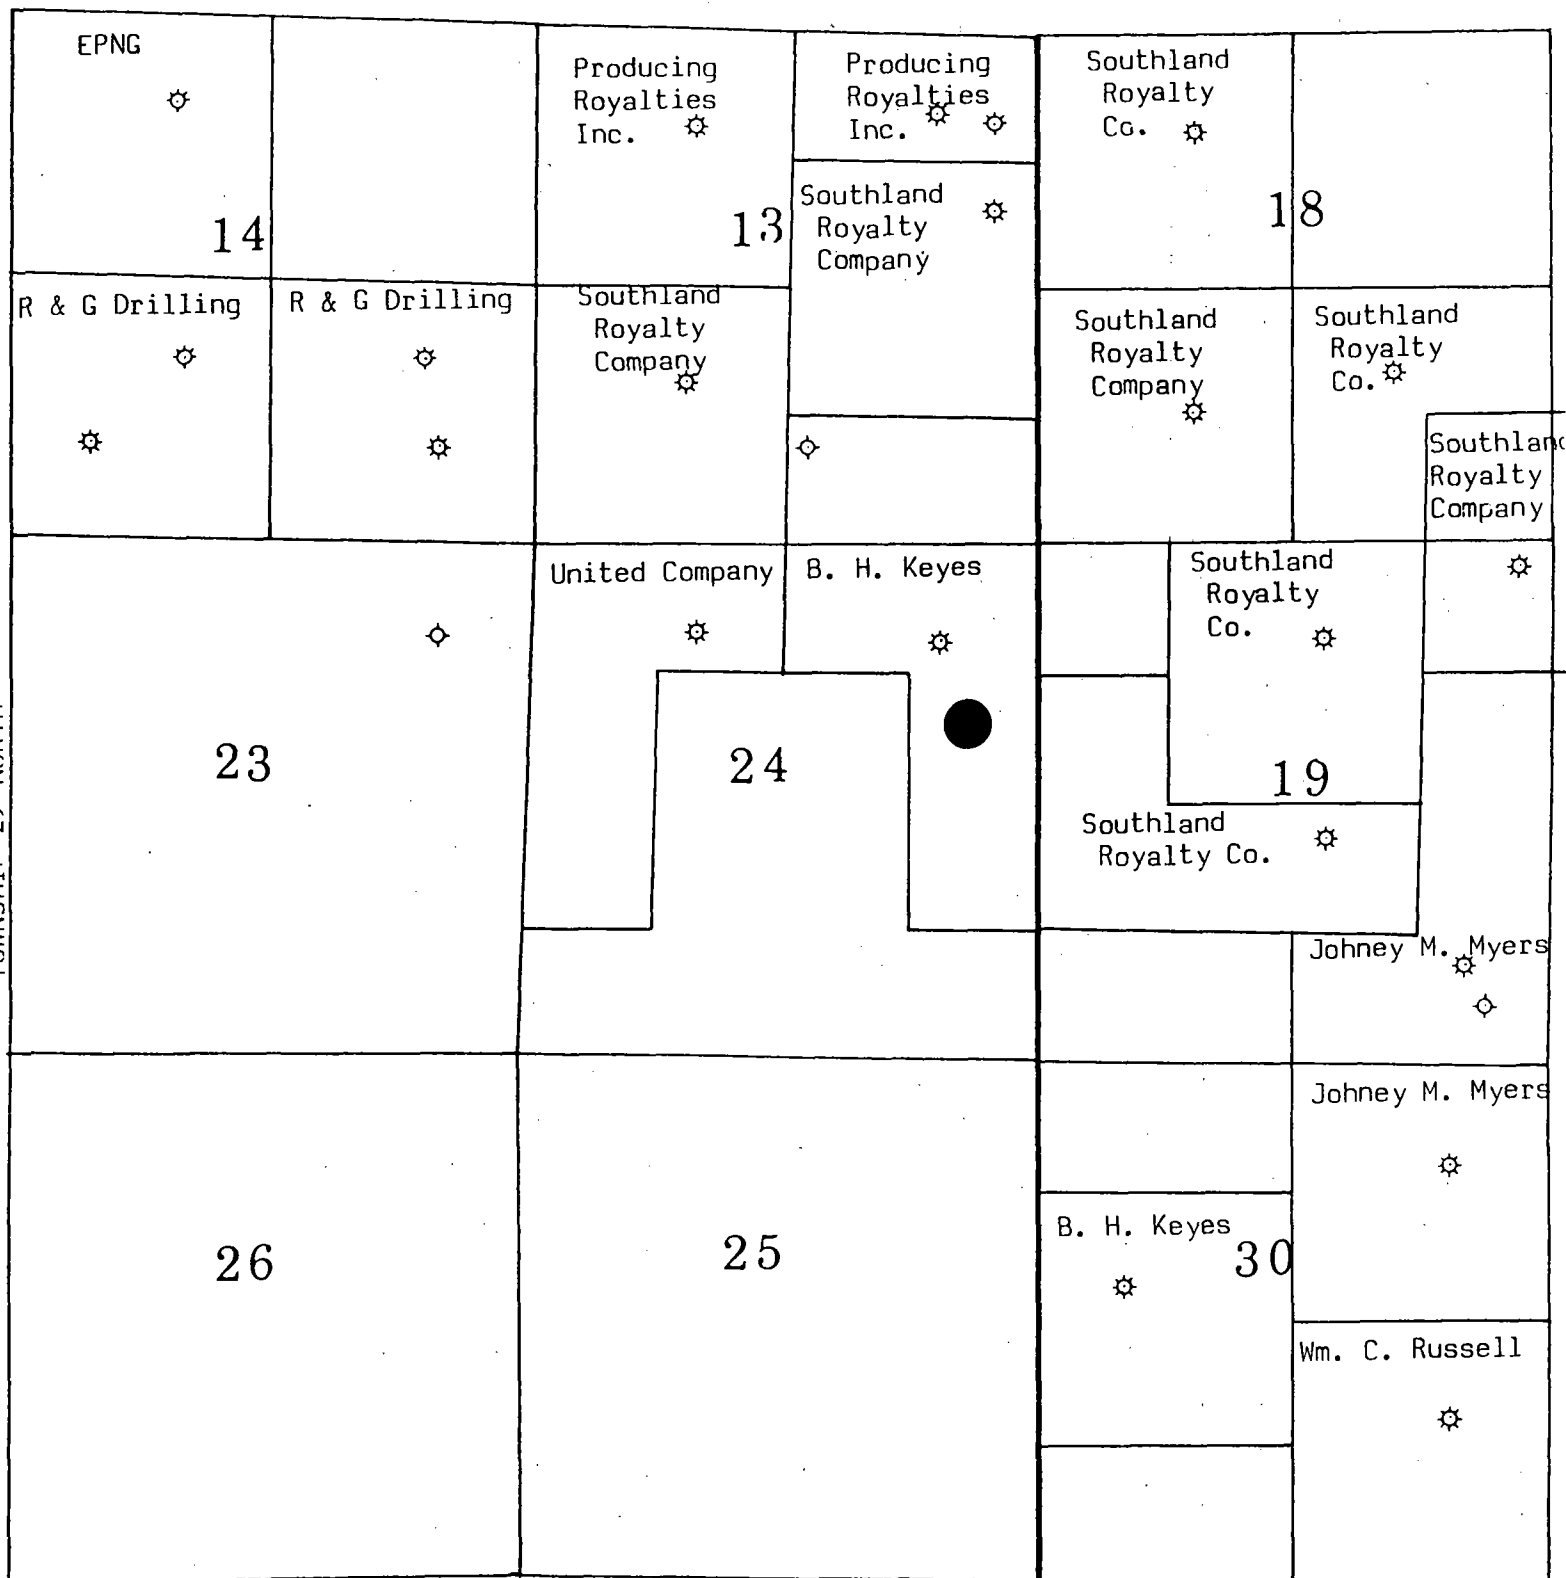 EPNG
Producing
Royalties
Inc.
Producing
Royalties
Inc.
Southland
Royalty
Co.
14
13
Southland
Royalty
Company
18
R & G Drilling
R & G Drilling
Southland
Royalty
Company
Southland
Royalty
Company
Southland
Royalty
Co.
Southland
Royalty
Company
United Company
B. H. Keyes
Southland
Royalty
Co.
23
24
19
Southland
Royalty Co.
Johney M. Myers
Johney M. Myers
26
25
B. H. Keyes
30
Wm. C. Russell